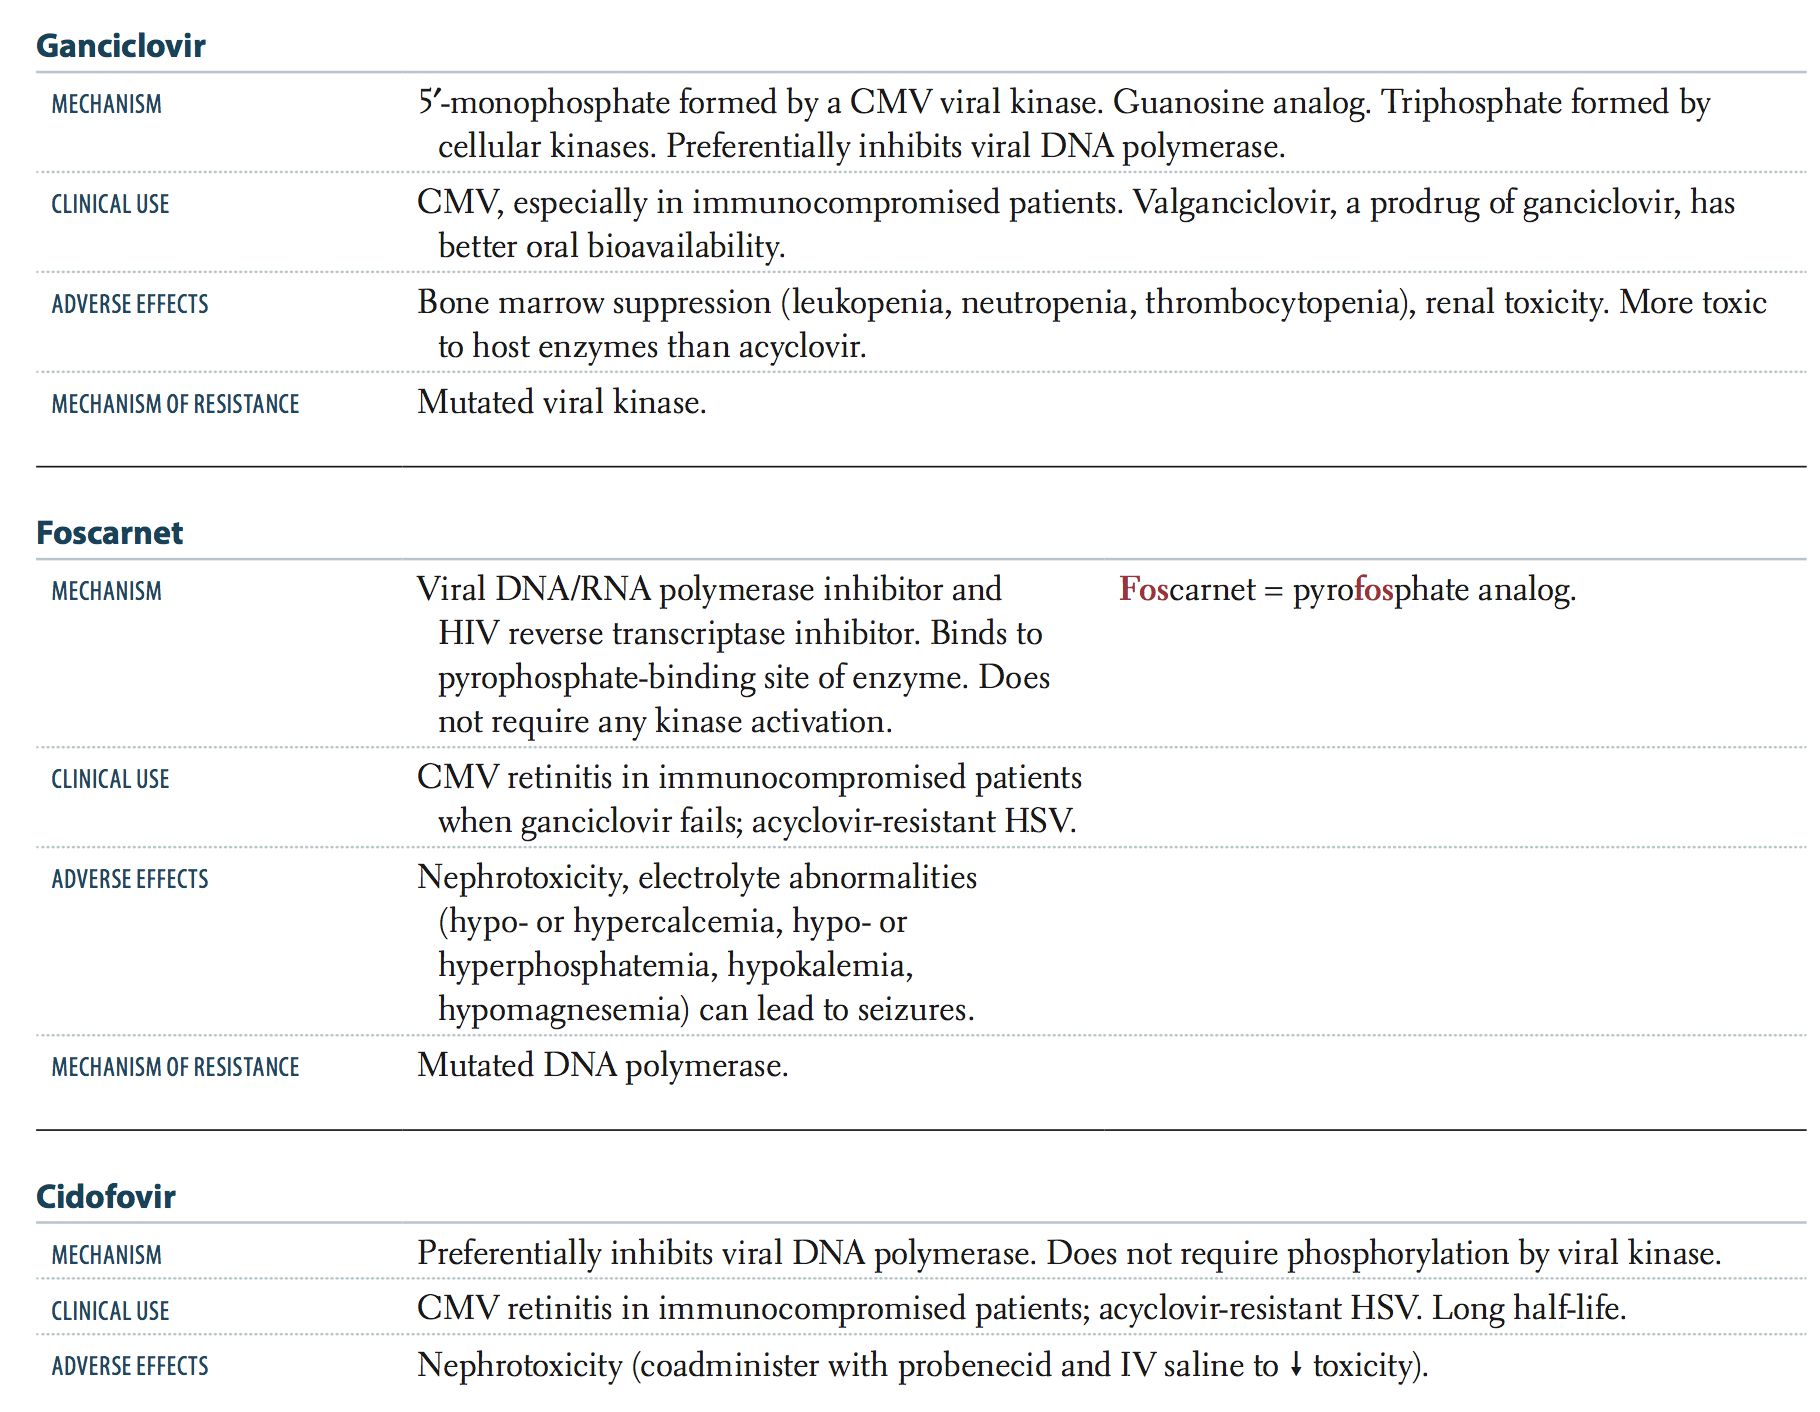 Ganciclovir
MECHANISM 5′-monophosphate formed by a CMV viral kinase. Guanosine analog. Triphosphate formed by
cellular kinases. Preferentially inhibits viral DNA polymerase.
CLINICAL USE CMV, especially in immunocompromised patients. Valganciclovir, a prodrug of ganciclovir, has
better oral bioavailability.
ADVERSE EFFECTS Bone marrow suppression (leukopenia, neutropenia, thrombocytopenia), renal toxicity. More toxic
to host enzymes than acyclovir.
MECHANISM OF RESISTANCE Mutated viral kinase.
Foscarnet
MECHANISM Viral DNA/RNA polymerase inhibitor and
HIV reverse transcriptase inhibitor. Binds to
pyrophosphate-binding site of enzyme. Does
not require any kinase activation.
Foscarnet = pyrofosphate analog.
CLINICAL USE CMV retinitis in immunocompromised patients
when ganciclovir fails; acyclovir-resistant HSV.
ADVERSE EFFECTS Nephrotoxicity, electrolyte abnormalities
(hypo- or hypercalcemia, hypo- or
hyperphosphatemia, hypokalemia,
hypomagnesemia) can lead to seizures.
MECHANISM OF RESISTANCE Mutated DNA polymerase.
Cidofovir
MECHANISM Preferentially inhibits viral DNA polymerase. Does not require phosphorylation by viral kinase.
CLINICAL USE CMV retinitis in immunocompromised patients; acyclovir-resistant HSV. Long half-life.
ADVERSE EFFECTS Nephrotoxicity (coadminister with probenecid and IV saline to ↓ toxicity).